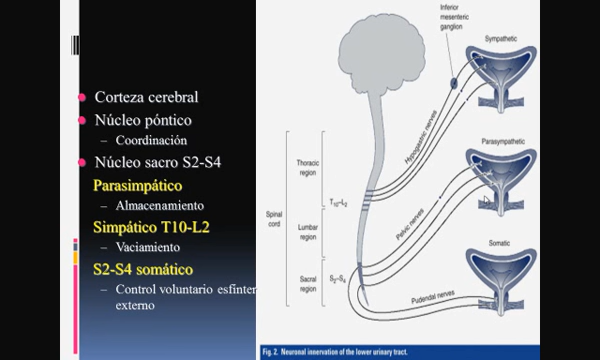 Corteza cerebral
Núcleo póntico
– Coordinación
Núcleo sacro S2-S4
Parasimpático
– Almacenamiento
Simpático T10-L2
– Vaciamiento
S2-S4 somático
– Control voluntario esfínter
externo
Inferior
mesenteric
ganglion
Sympathetic
Hypogastric nerves
Parasympathetic
Thoracic
region
T10–L2
Pelvic nerves
Spinal
cord
Lumbar
region
Somatic
Sacral
region
S2–S4
Pudendal nerves
Fig. 2. Neuronal innervation of the lower urinary tract.